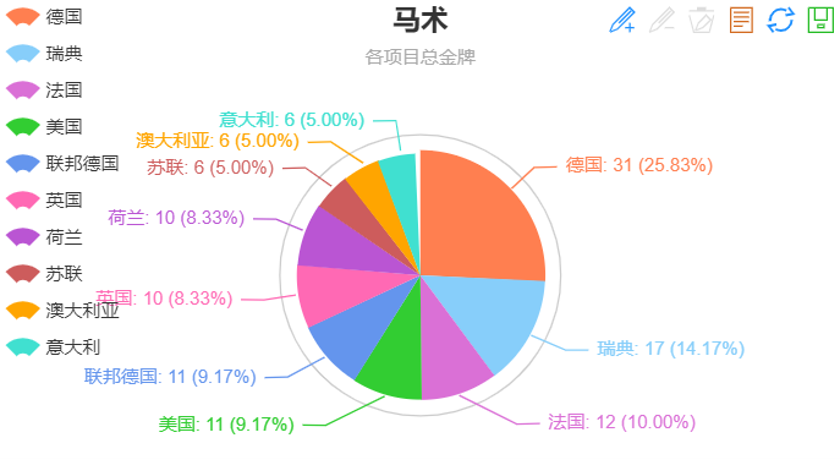 马术
各项目总金牌
德国
瑞典
法国
美国
联邦德国
英国
荷兰
苏联
澳大利亚
意大利
意大利: 6 (5.00%)
澳大利亚: 6 (5.00%)
苏联: 6 (5.00%)
荷兰: 10 (8.33%)
英国: 10 (8.33%)
联邦德国: 11 (9.17%)
美国: 11 (9.17%)
德国: 31 (25.83%)
瑞典: 17 (14.17%)
法国: 12 (10.00%)